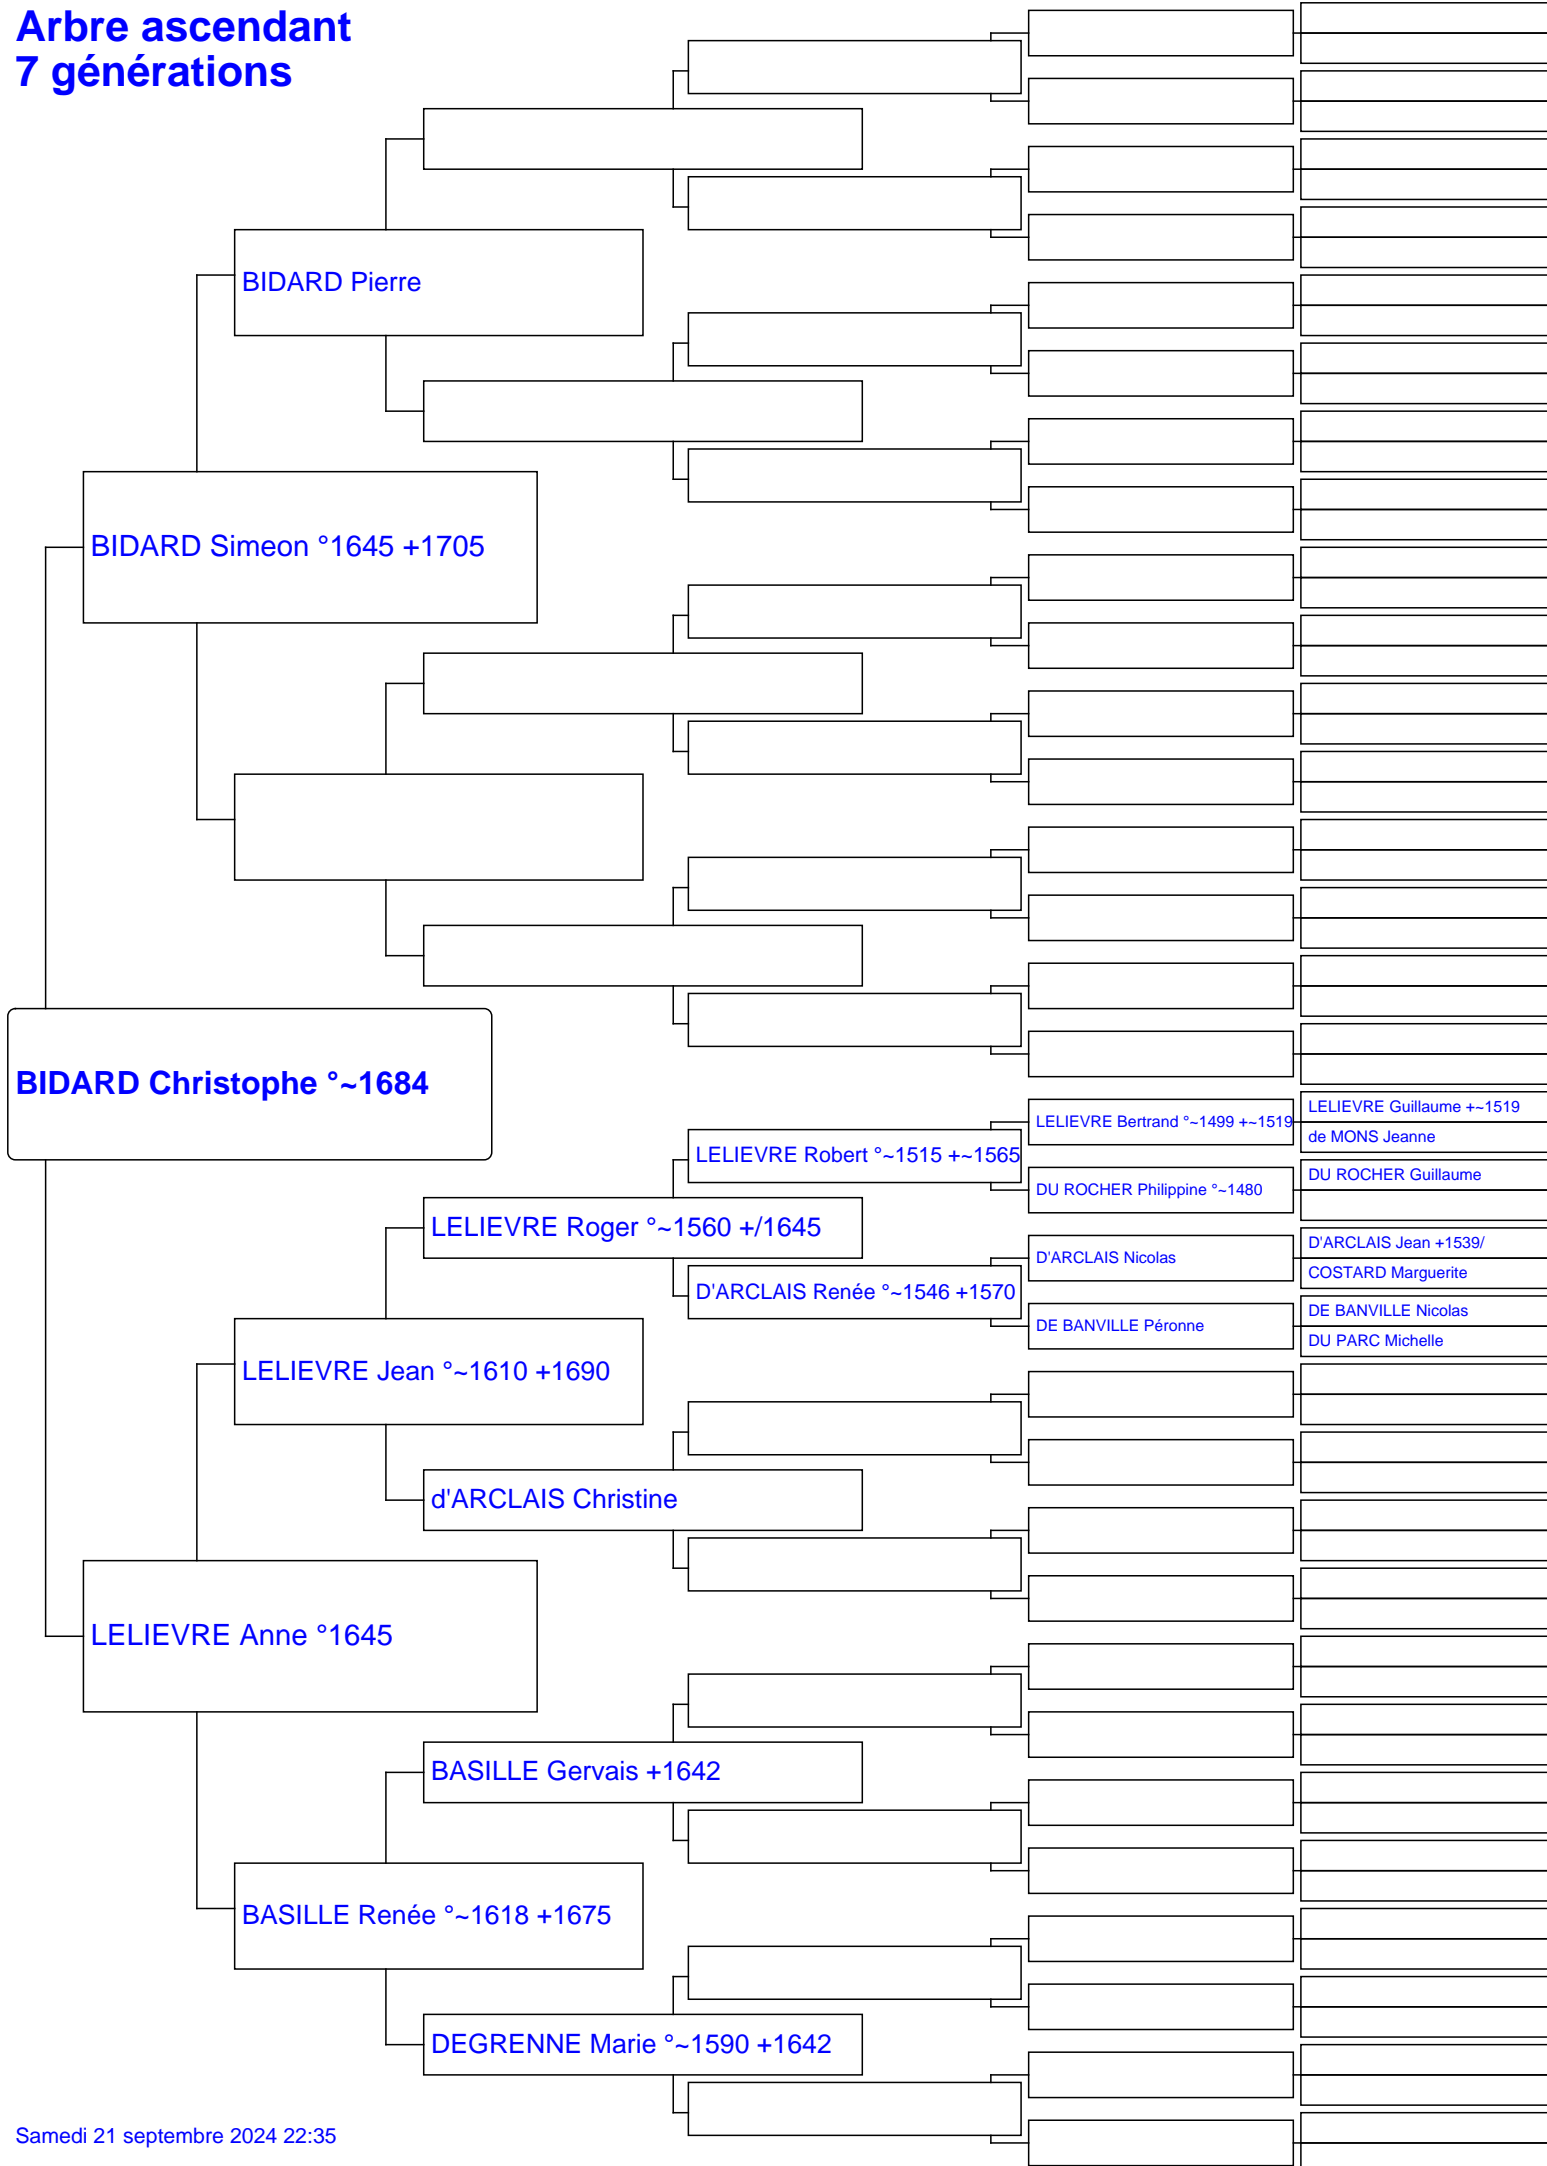 Arbre ascendant
7 générations
BIDARD Pierre
BIDARD Simeon °1645 +1705
BIDARD Christophe °~1684
LELIEVRE Guillaume +~1519
LELIEVRE Bertrand °~1499 +~1519
de MONS Jeanne
LELIEVRE Robert °~1515 +~1565
DU ROCHER Guillaume
DU ROCHER Philippine °~1480
LELIEVRE Roger °~1560 +/1645
D'ARCLAIS Jean +1539/
D'ARCLAIS Nicolas
COSTARD Marguerite
D'ARCLAIS Renée °~1546 +1570
DE BANVILLE Nicolas
DE BANVILLE Péronne
DU PARC Michelle
LELIEVRE Jean °~1610 +1690
d'ARCLAIS Christine
LELIEVRE Anne °1645
BASILLE Gervais +1642
BASILLE Renée °~1618 +1675
DEGRENNE Marie °~1590 +1642
Samedi 21 septembre 2024 22:35